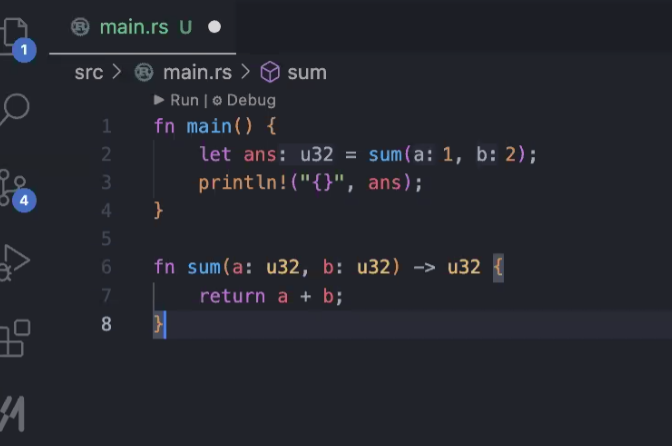 main.rs U
1
src > main.rs > sum
Run | Debug
1 fn main() {
2 let ans: u32 = sum(a: 1, b: 2);
3 println!("{}", ans);
4 }
4
5
6 fn sum(a: u32, b: u32) -> u32 {
7 return a + b;
8 }